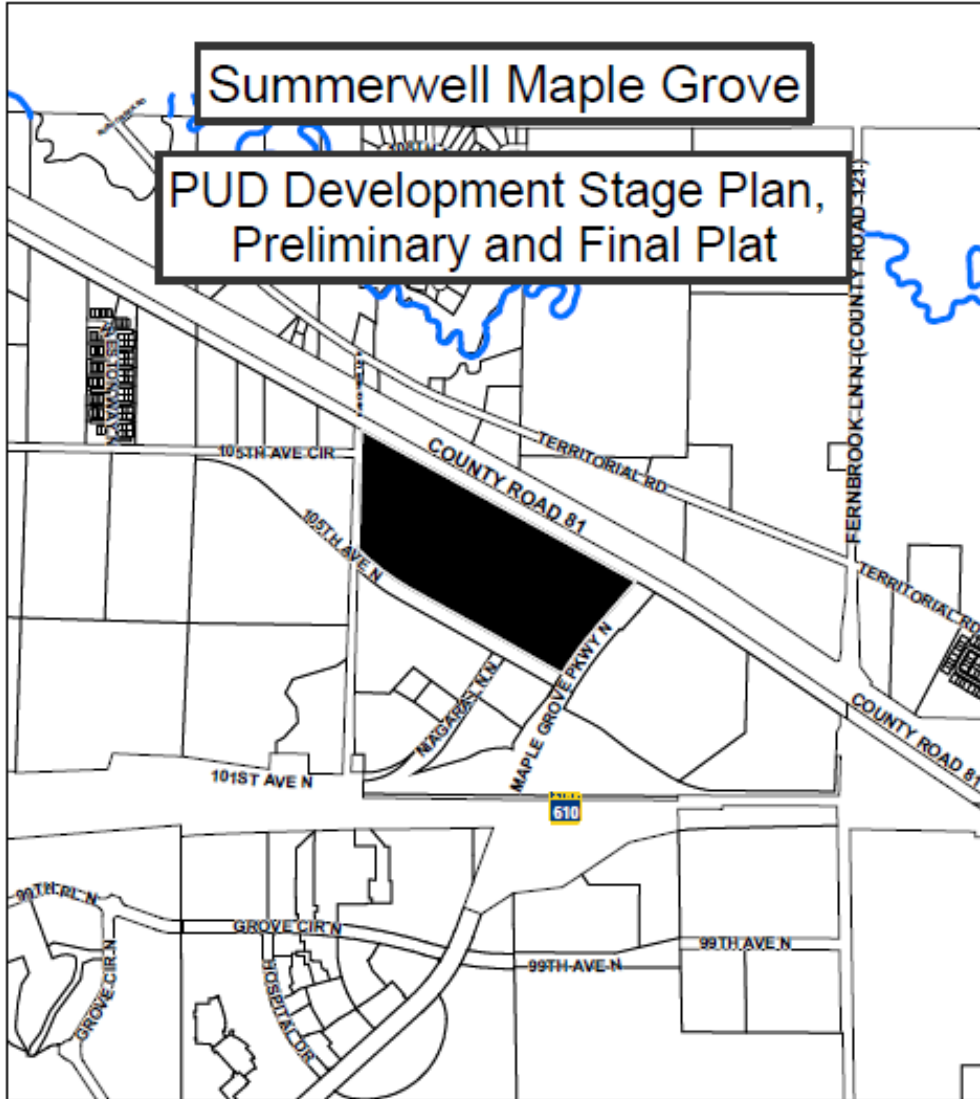 Summerwell Maple Grove
PUD Development Stage Plan,
Preliminary and Final Plat
FERNBROOK LN N (COUNTY ROAD 121)
105TH AVE CIR
COUNTY ROAD 81
TERRITORIAL RD
105TH AVE N
TERRITORIAL RD
NIAGARA LN N
MAPLE GROVE PKWY N
COUNTY ROAD 81
101ST AVE N
610
99TH PL N
GROVE CIR N
GROVE CIR N
HOSPITAL DR
99TH AVE N
99TH AVE N